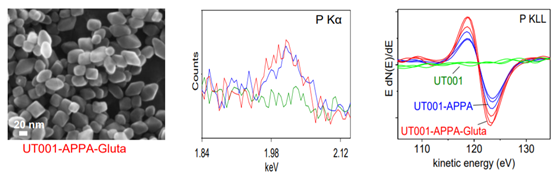 20 nm
UT001-APPA-Gluta
P Kα
Counts
1.84
1.98
2.12
keV
P KLL
E dN(E)/dE
UT001
UT001-APPA
UT001-APPA-Gluta
105
110
120
130
kinetic energy (eV)